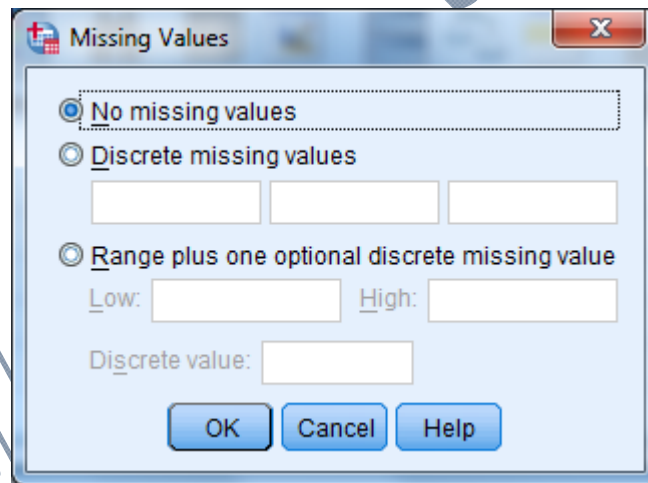 Missing Values
No missing values
Discrete missing values
Range plus one optional discrete missing value
Low: High:
Discrete value:
OK Cancel Help